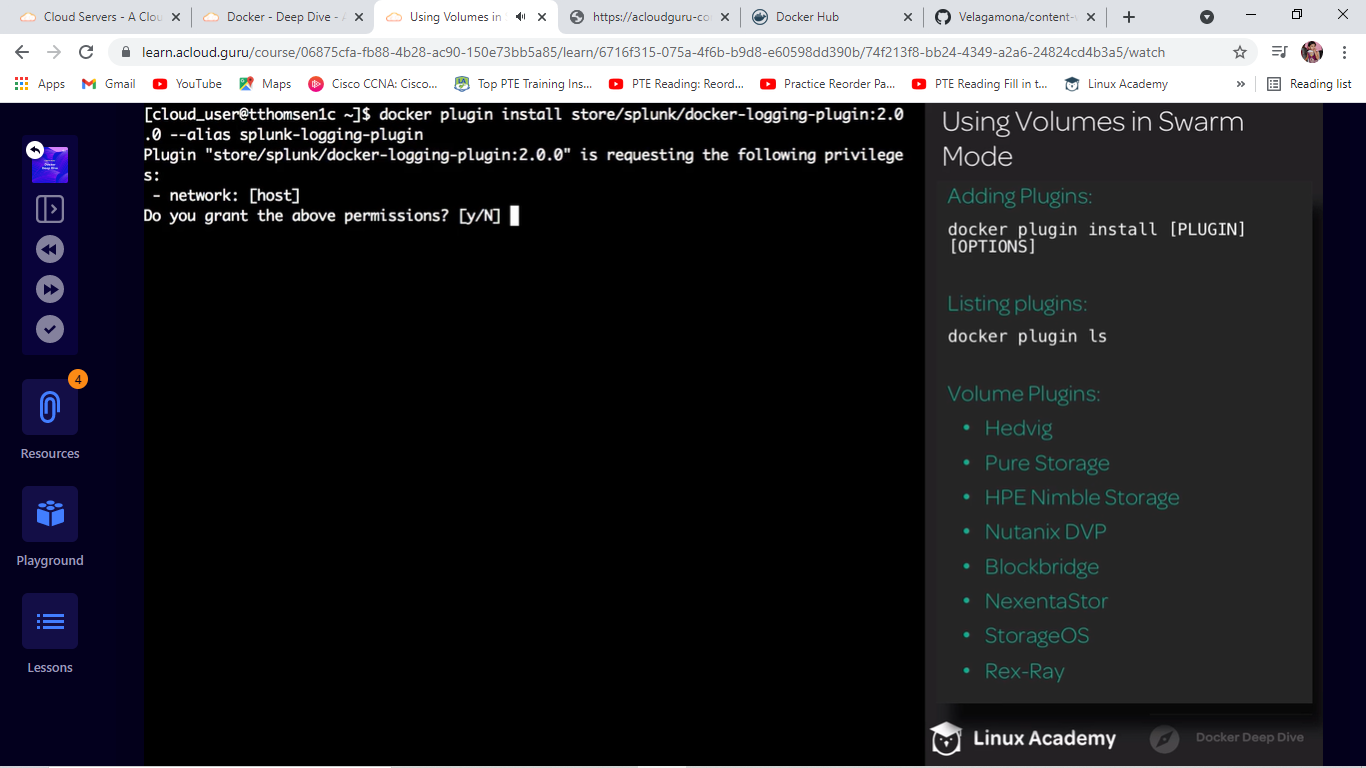 Cloud Servers - A Clou
Docker - Deep Dive - A
Using Volumes in S
https://acloudguru-co
Docker Hub
Velagamona/content-
learn.acloud.guru/course/06875cfa-fb88-4b28-ac90-150e73bb5a85/learn/6716f315-075a-4f6b-b9d8-e60598dd390b/74f213f8-bb24-4349-a2a6-24824cd4b3a5/watch
Apps
Gmail
YouTube
Maps
Cisco CCNA: Cisco...
Top PTE Training Ins...
PTE Reading: Reord...
Practice Reorder Pa...
PTE Reading Fill in t...
Linux Academy
»
Reading list
[cloud_user@tthomsen1c ~]$ docker plugin install store/splunk/docker-logging-plugin:2.0
.0 --alias splunk-logging-plugin
Plugin "store/splunk/docker-logging-plugin:2.0.0" is requesting the following privilege
s:
- network: [host]
Do you grant the above permissions? [y/N]
4
Resources
Playground
Lessons
Using Volumes in Swarm
Mode
Adding Plugins:
docker plugin install [PLUGIN]
[OPTIONS]
Listing plugins:
docker plugin ls
Volume Plugins:
• Hedvig
• Pure Storage
• HPE Nimble Storage
• Nutanix DVP
• Blockbridge
• NexentaStor
• StorageOS
• Rex-Ray
Linux Academy
Docker Deep Dive